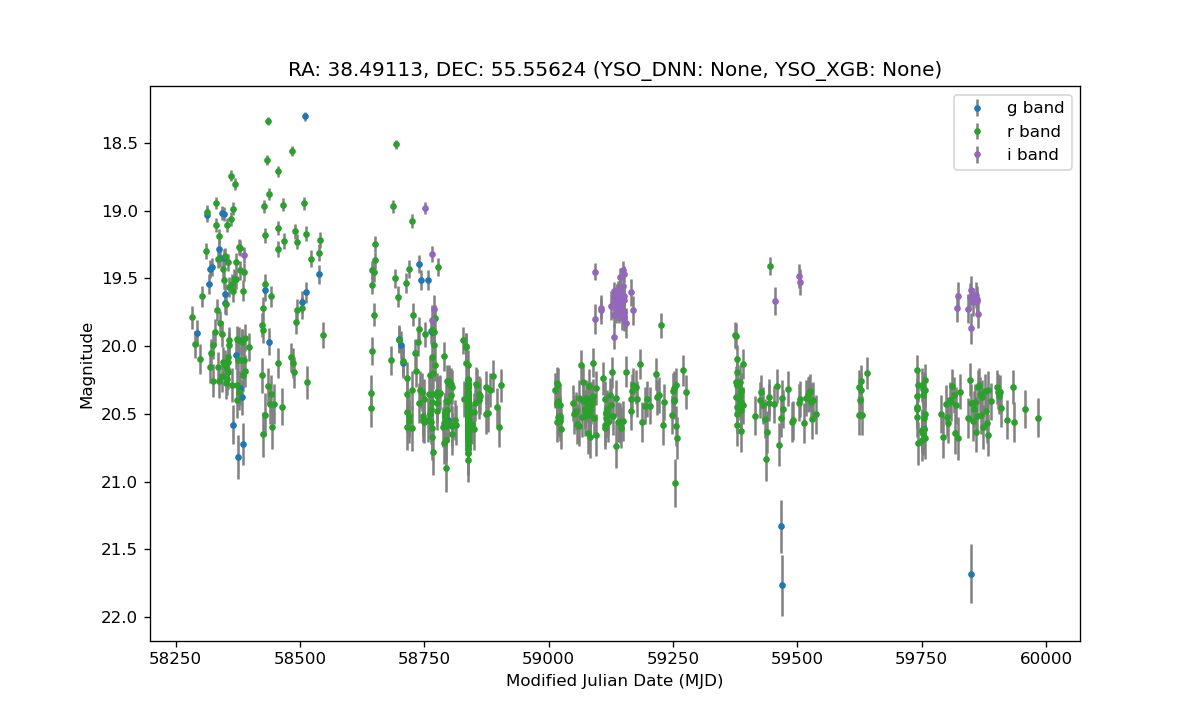 RA: 38.49113, DEC: 55.55624 (YSO_DNN: None, YSO_XGB: None)
g band
r band
i band
18.5
19.0
19.5
20.0
20.5
21.0
21.5
22.0
Magnitude
58250 58500 58750 59000 59250 59500 59750 60000
Modified Julian Date (MJD)